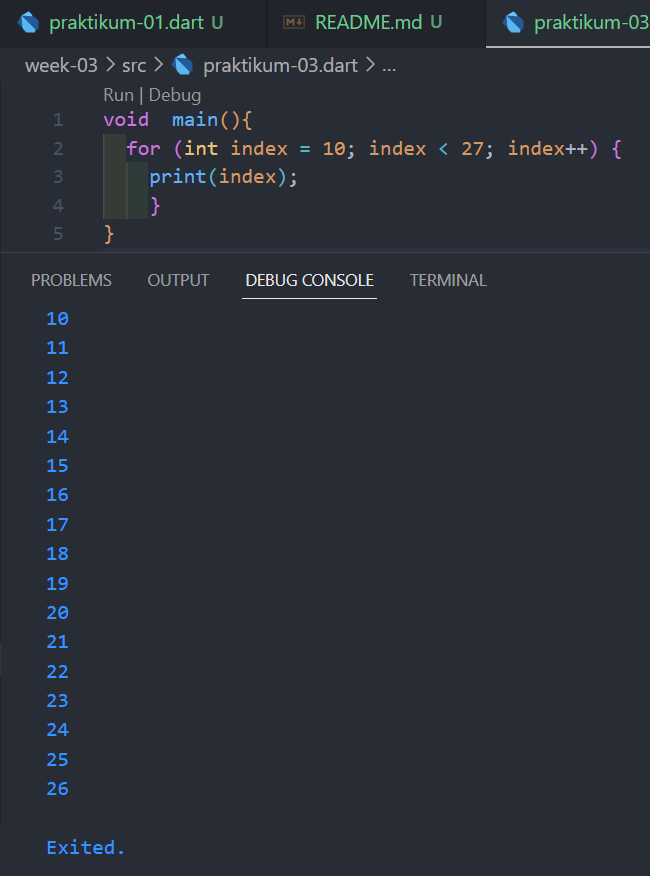 praktikum-01.dart U README.md U praktikum-03
week-03 > src > praktikum-03.dart > ...
Run | Debug
1 void  main(){
2   for (int index = 10; index < 27; index++) {
3     print(index);
4     }
5 }
PROBLEMS OUTPUT DEBUG CONSOLE TERMINAL
10
11
12
13
14
15
16
17
18
19
20
21
22
23
24
25
26
Exited.